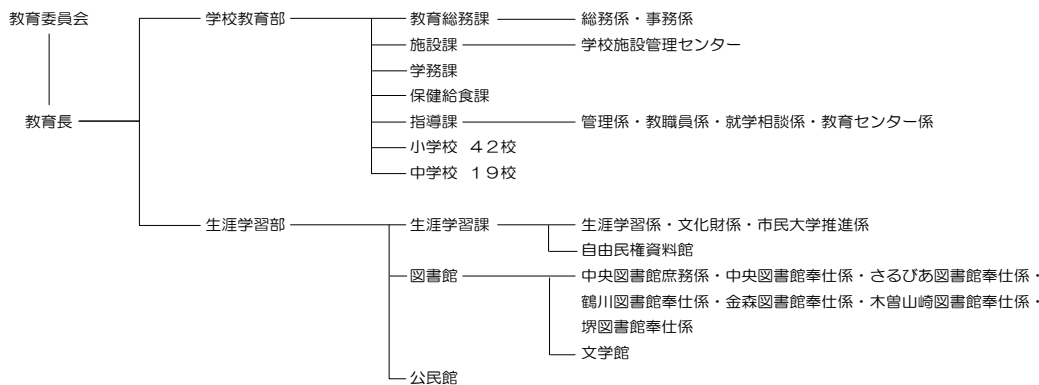 教育委員会 学校教育部 教育総務課 総務係・事務係
施設課 学校施設管理センター
学務課
保健給食課
教育長 指導課 管理係・教職員係・就学相談係・教育センター係
小学校 42校
中学校 19校
生涯学習部 生涯学習課 生涯学習係・文化財係・市民大学推進係
自由民権資料館
図書館 中央図書館庶務係・中央図書館奉仕係・さるびあ図書館奉仕係・
鶴川図書館奉仕係・金森図書館奉仕係・木曽山崎図書館奉仕係・
堺図書館奉仕係
文学館
公民館